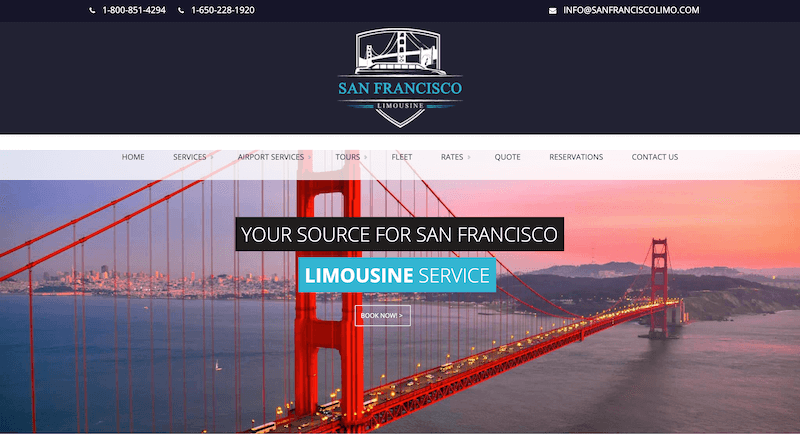 1-800-851-4294 1-650-228-1920 INFO@SANFRANCISCOLIMO.COM
SAN FRANCISCO
LIMOUSINE
HOME SERVICES AIRPORT SERVICES TOURS FLEET RATES QUOTE RESERVATIONS CONTACT US
YOUR SOURCE FOR SAN FRANCISCO
LIMOUSINE SERVICE
BOOK NOW! >